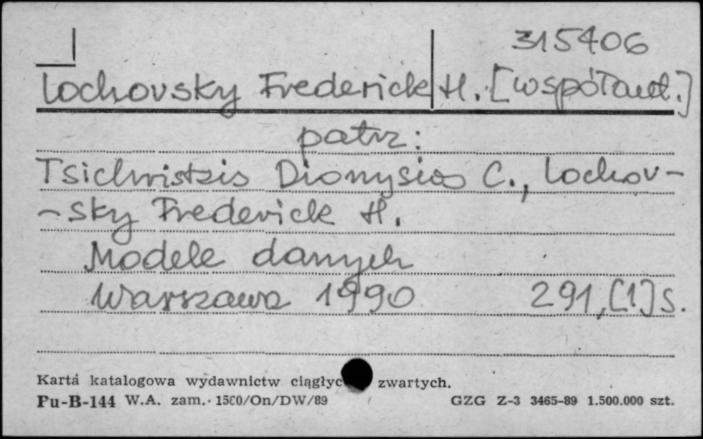 315406
Lochovsky Frederick H. [współaut.]
patrz:
Tsichritzis Dionysios C., Lochov-
-sky Frederick H.
Modele danych
Warszawa 1990 291,[1]s.
Karta katalogowa wydawnictw ciągłyc zwartych.
Pu-B-144 W.A. zam. 1500/On/DW/89 GZG Z-3 3465-89 1.500.000 szt.